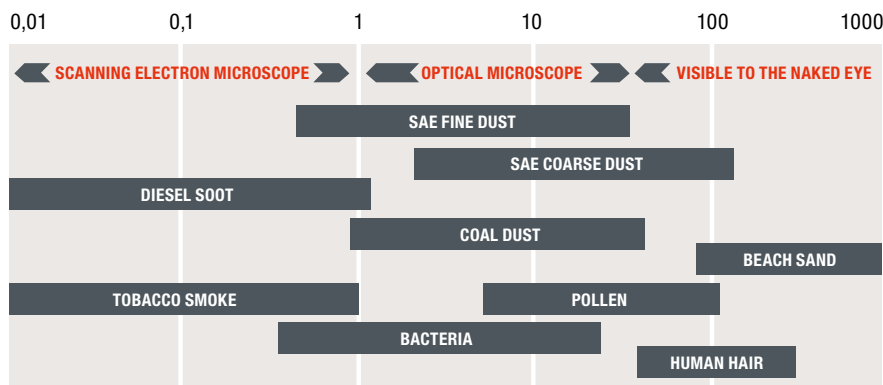 0,01 0,1 1 10 100 1000
SCANNING ELECTRON MICROSCOPE OPTICAL MICROSCOPE VISIBLE TO THE NAKED EYE
SAE FINE DUST
SAE COARSE DUST
DIESEL SOOT
COAL DUST
BEACH SAND
TOBACCO SMOKE POLLEN
BACTERIA
HUMAN HAIR